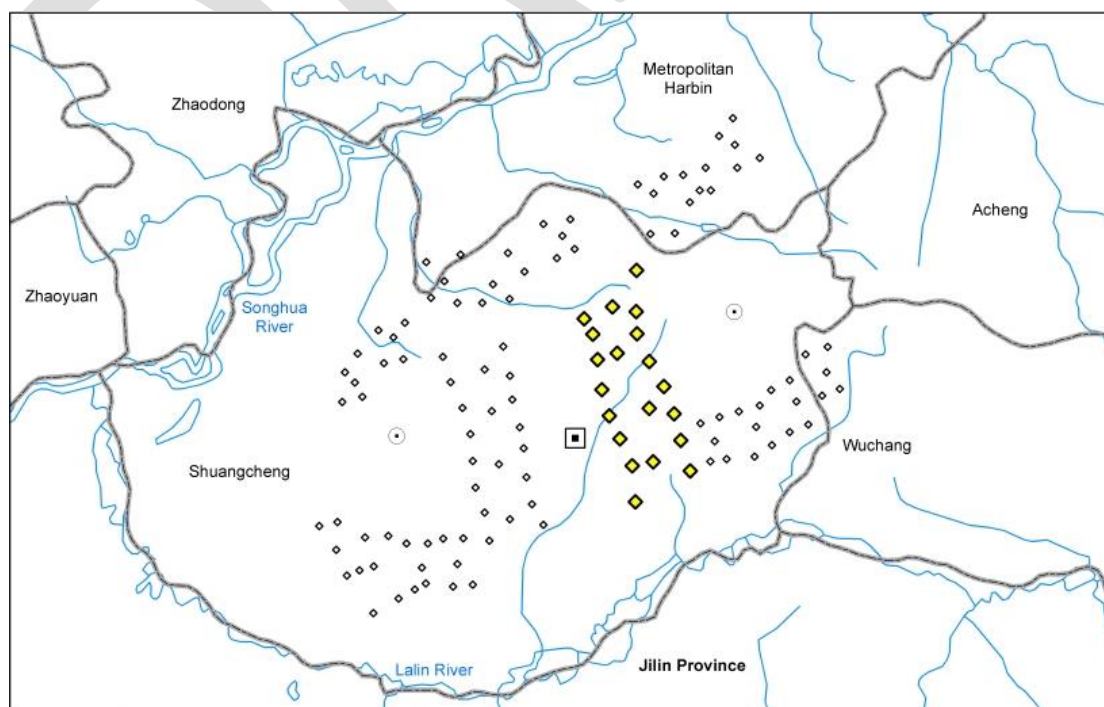 Metropolitan
Harbin
Zhaodong
Acheng
Zhaoyuan
Songhua
River
Shuangcheng
Wuchang
Lalin River
Jilin Province